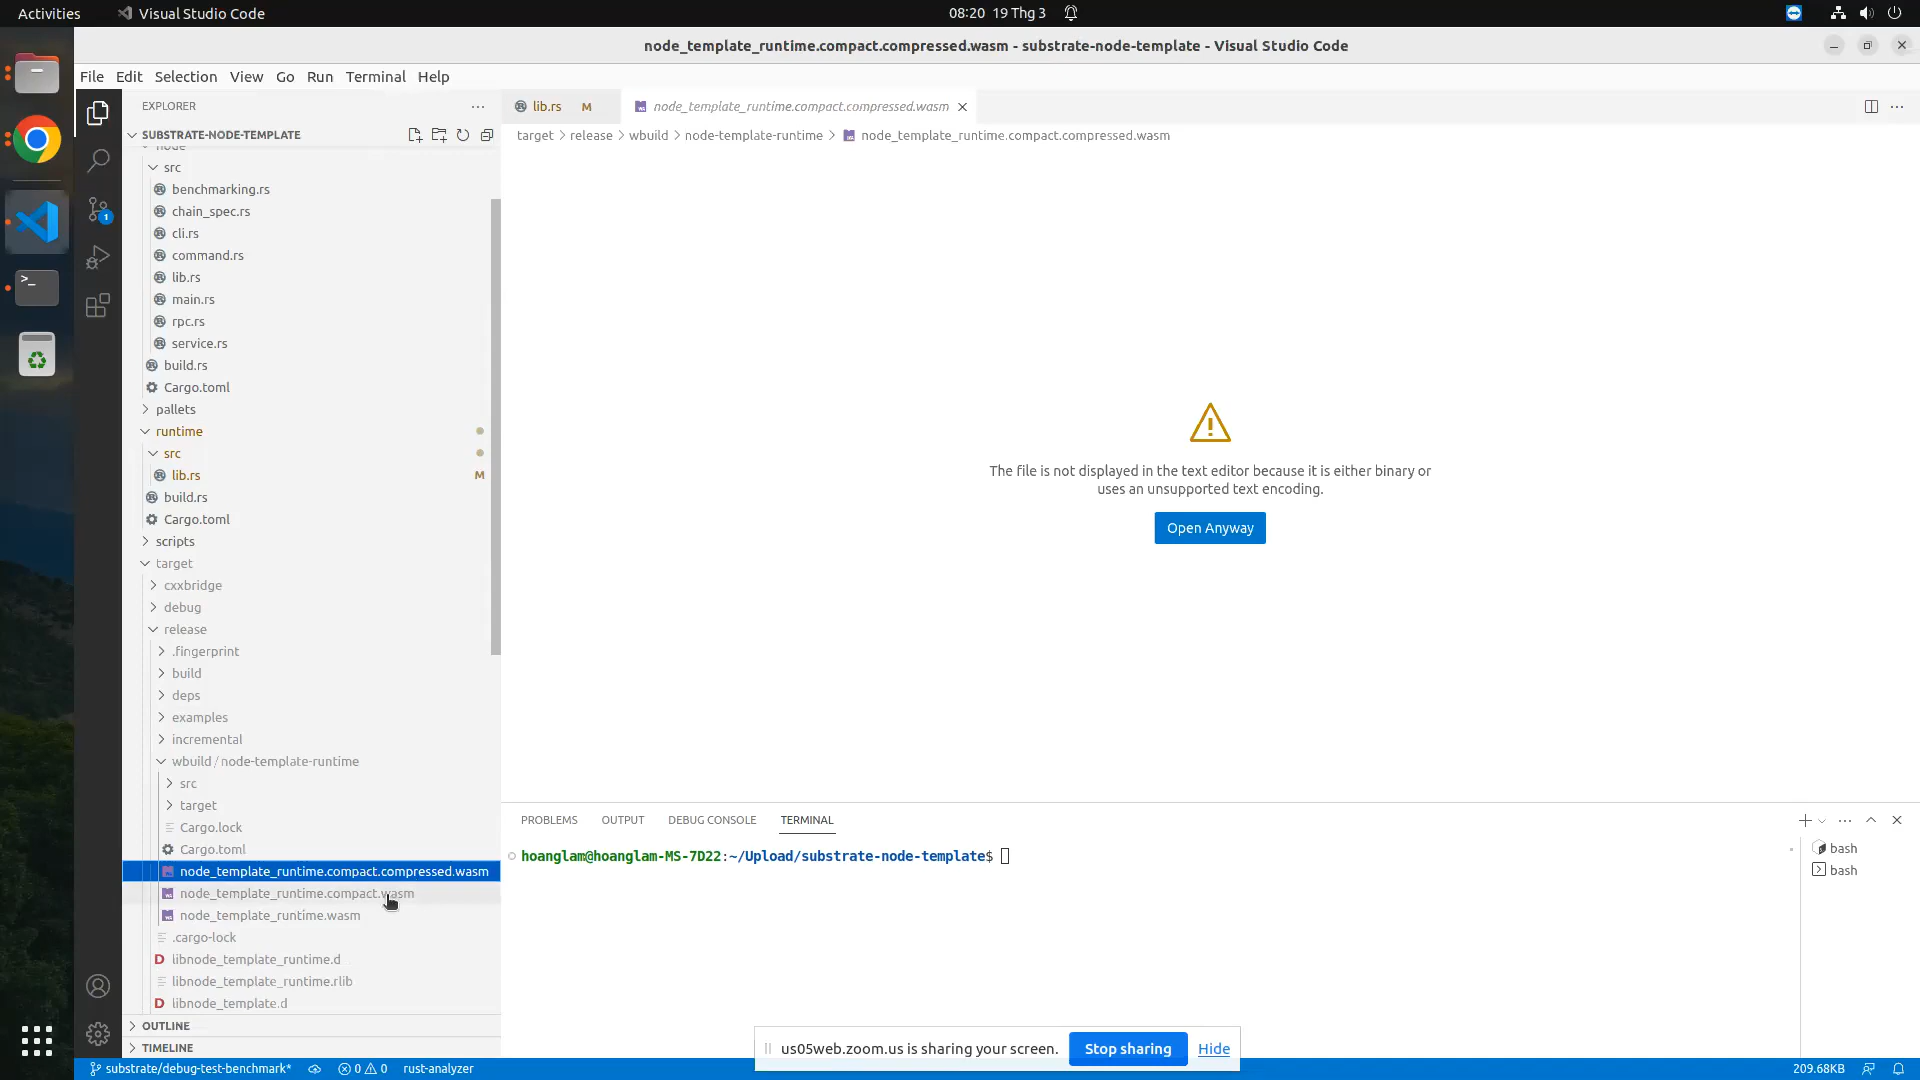 Activities
Visual Studio Code
08:20 19 Thg 3
node_template_runtime.compact.compressed.wasm - substrate-node-template - Visual Studio Code
File Edit Selection View Go Run Terminal Help
EXPLORER
SUBSTRATE-NODE-TEMPLATE
node
src
benchmarking.rs
chain_spec.rs
cli.rs
command.rs
lib.rs
main.rs
rpc.rs
service.rs
build.rs
Cargo.toml
pallets
runtime
src
lib.rs M
build.rs
Cargo.toml
scripts
target
cxxbridge
debug
release
.fingerprint
build
deps
examples
incremental
wbuild / node-template-runtime
src
target
Cargo.lock
Cargo.toml
node_template_runtime.compact.compressed.wasm
node_template_runtime.compact.wasm
node_template_runtime.wasm
.cargo-lock
libnode_template_runtime.d
libnode_template_runtime.rlib
libnode_template.d
OUTLINE
TIMELINE
1
lib.rs M
node_template_runtime.compact.compressed.wasm
target > release > wbuild > node-template-runtime > node_template_runtime.compact.compressed.wasm
The file is not displayed in the text editor because it is either binary or
uses an unsupported text encoding.
Open Anyway
PROBLEMS OUTPUT DEBUG CONSOLE TERMINAL
hoanglam@hoanglam-MS-7D22:~/Upload/substrate-node-template$
bash
bash
us05web.zoom.us is sharing your screen. Stop sharing Hide
substrate/debug-test-benchmark* 0 0 rust-analyzer
209.68KB